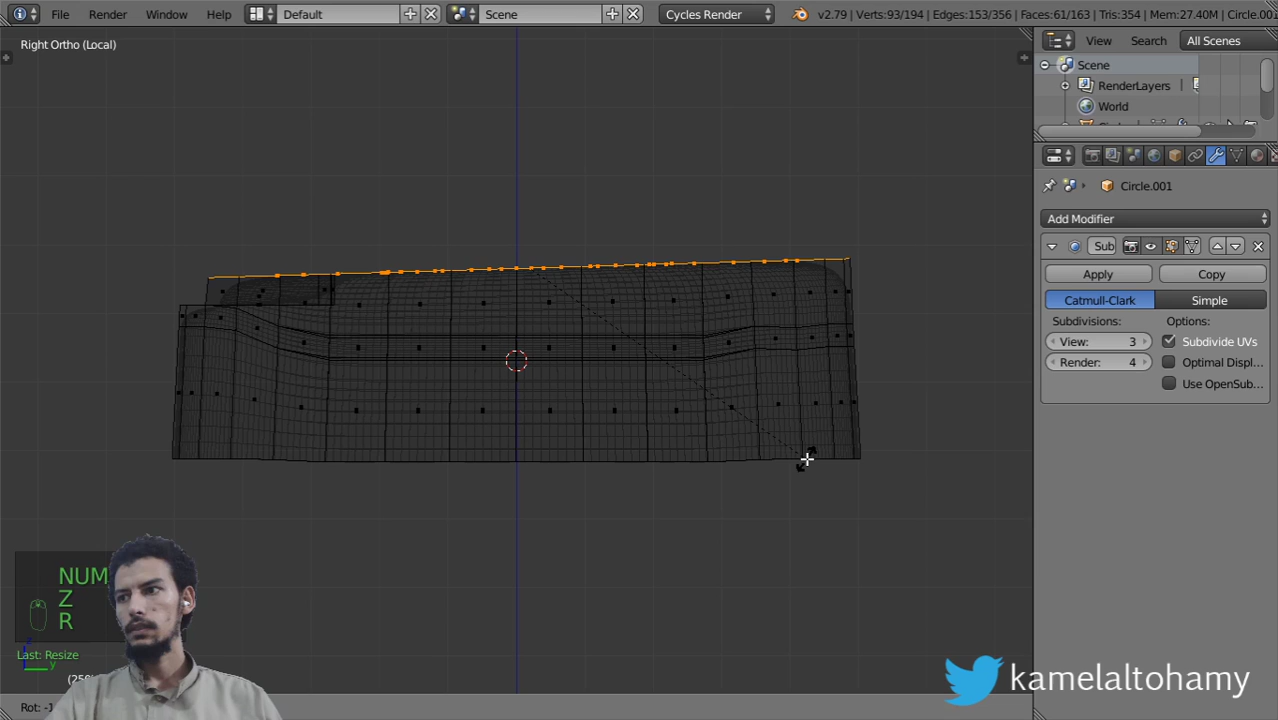 File Render Window Help Default Scene Cycles Render v2.79 | Verts:93/194 | Edges:153/356 | Faces:61/163 | Tris:354 | Mem:27.40M | Circle.001
Right Ortho (Local)
View Search All Scenes
Scene
RenderLayers
World
Circle.001
Add Modifier
Sub
Apply Copy
Catmull-Clark Simple
Subdivisions: Options:
View: 3 Subdivide UVs
Render: 4 Optimal Displ...
Use OpenSub...
NUM
Z
R
Last: Resize
z
y
Rot:
kamelaltohamy